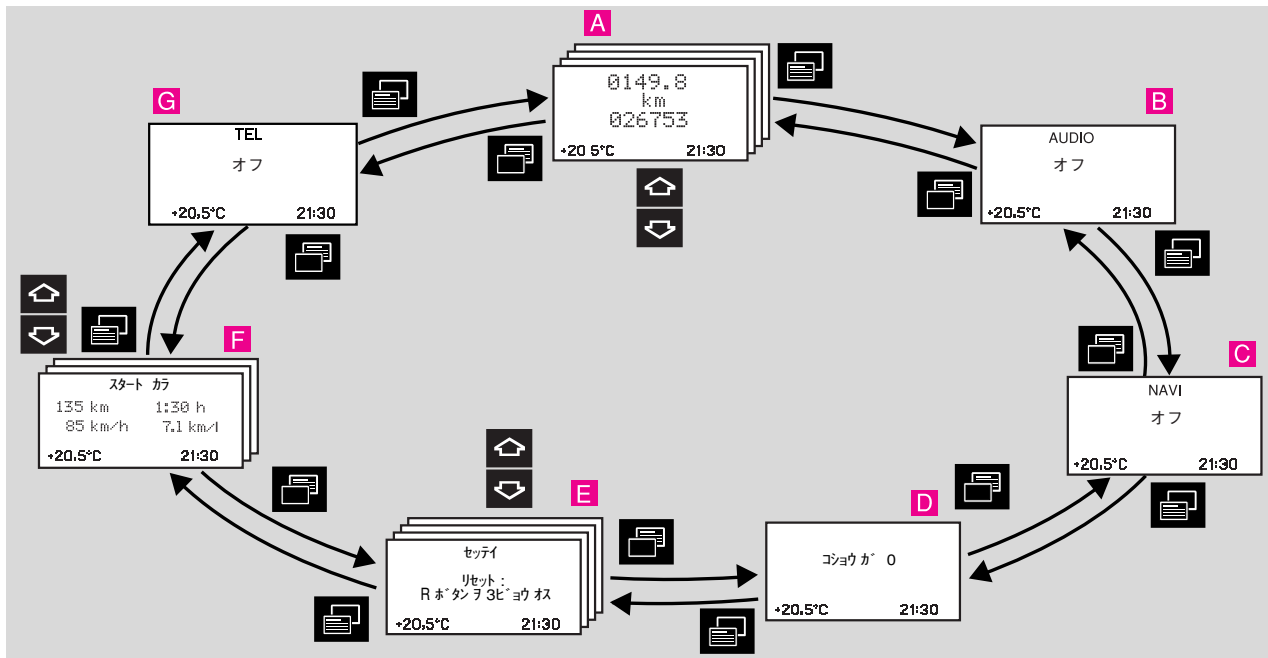 A
0149.8
km
026753
+20 5°C 21:30
B
AUDIO
オフ
+20.5°C 21:30
C
NAVI
オフ
+20.5°C 21:30
D
コショウ ガ 0
+20.5°C 21:30
E
セッテイ
リセット :
R ボタン ヲ 3ビョウ オス
+20,5°C 21:30
F
スタート カラ
135 km 1:30 h
85 km/h 7.1 km/l
+20.5°C 21:30
G
TEL
オフ
+20,5°C 21:30